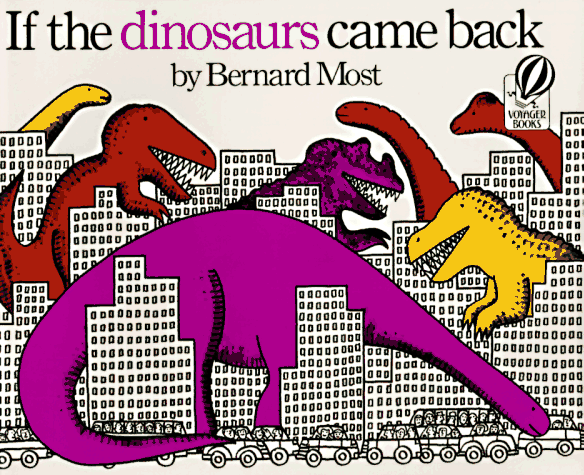 If the dinosaurs came back
by Bernard Most
VOYAGER
BOOKS